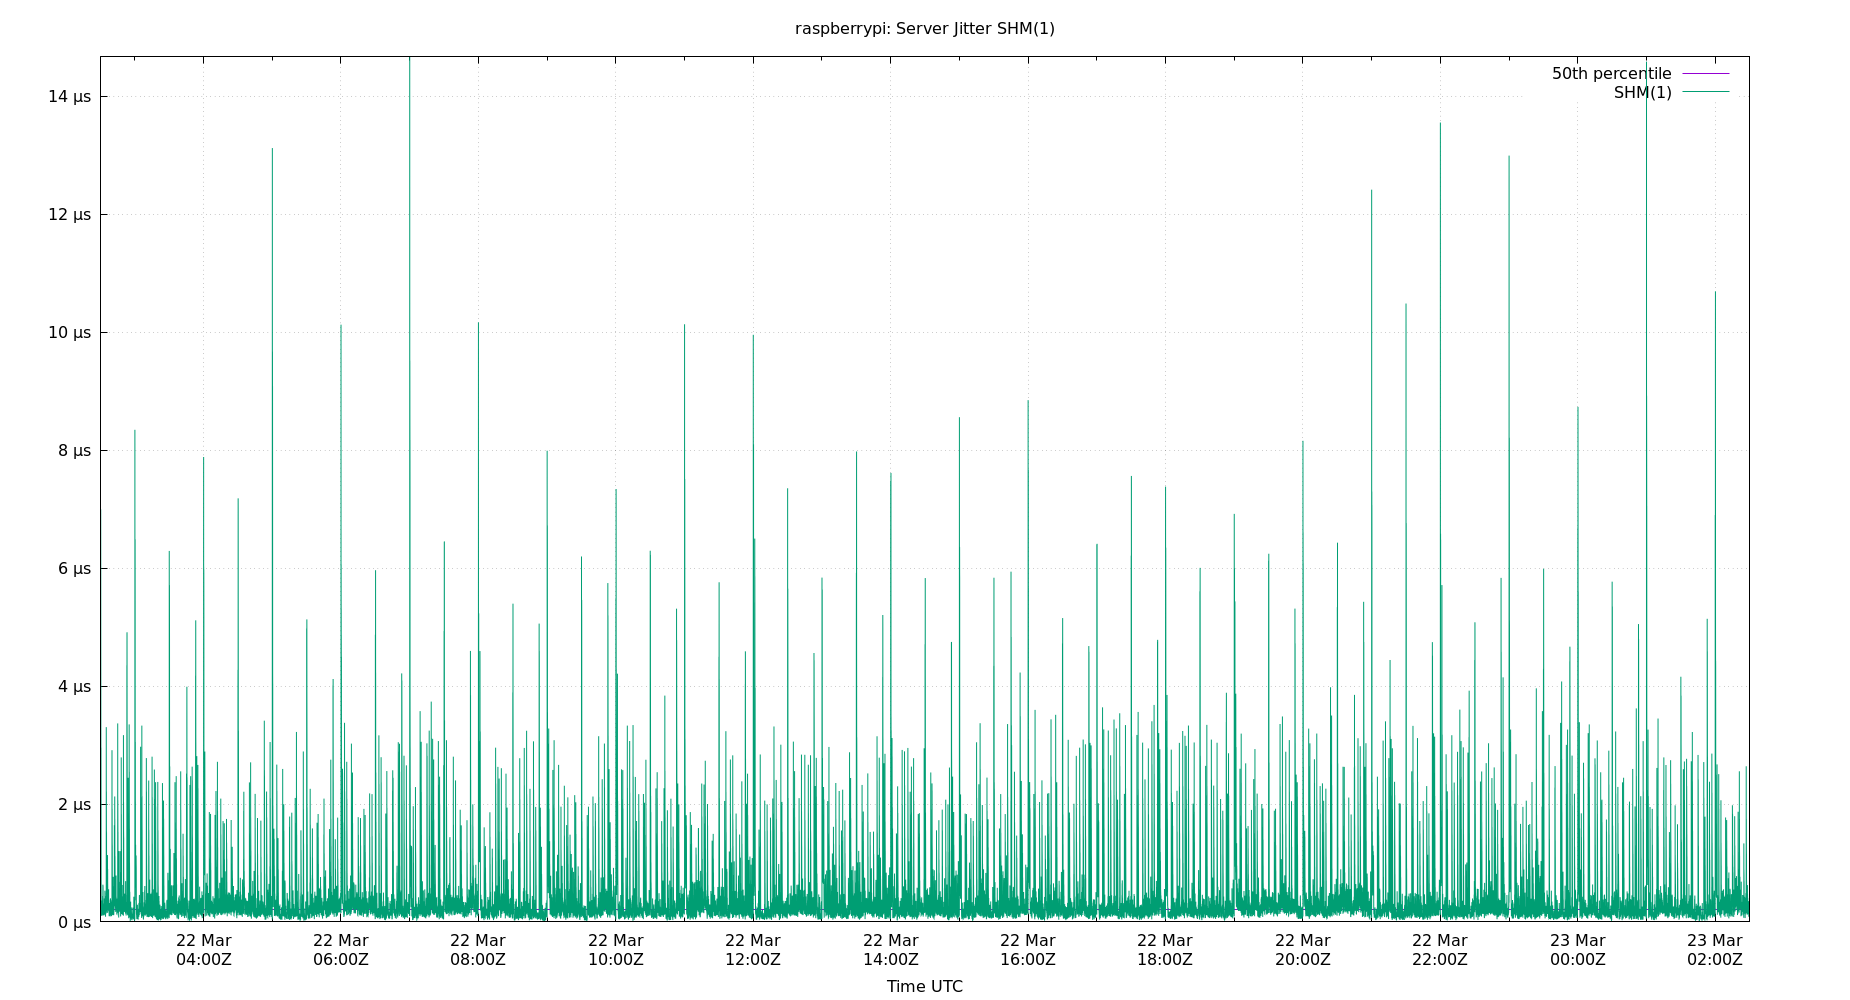 raspberrypi: Server Jitter SHM(1)
50th percentile
SHM(1)
14 µs
12 µs
10 µs
8 µs
6 µs
4 µs
2 µs
0 µs
22 Mar 22 Mar 22 Mar 22 Mar 22 Mar 22 Mar 22 Mar 22 Mar 22 Mar 22 Mar 23 Mar 23 Mar
04:00Z 06:00Z 08:00Z 10:00Z 12:00Z 14:00Z 16:00Z 18:00Z 20:00Z 22:00Z 00:00Z 02:00Z
Time UTC